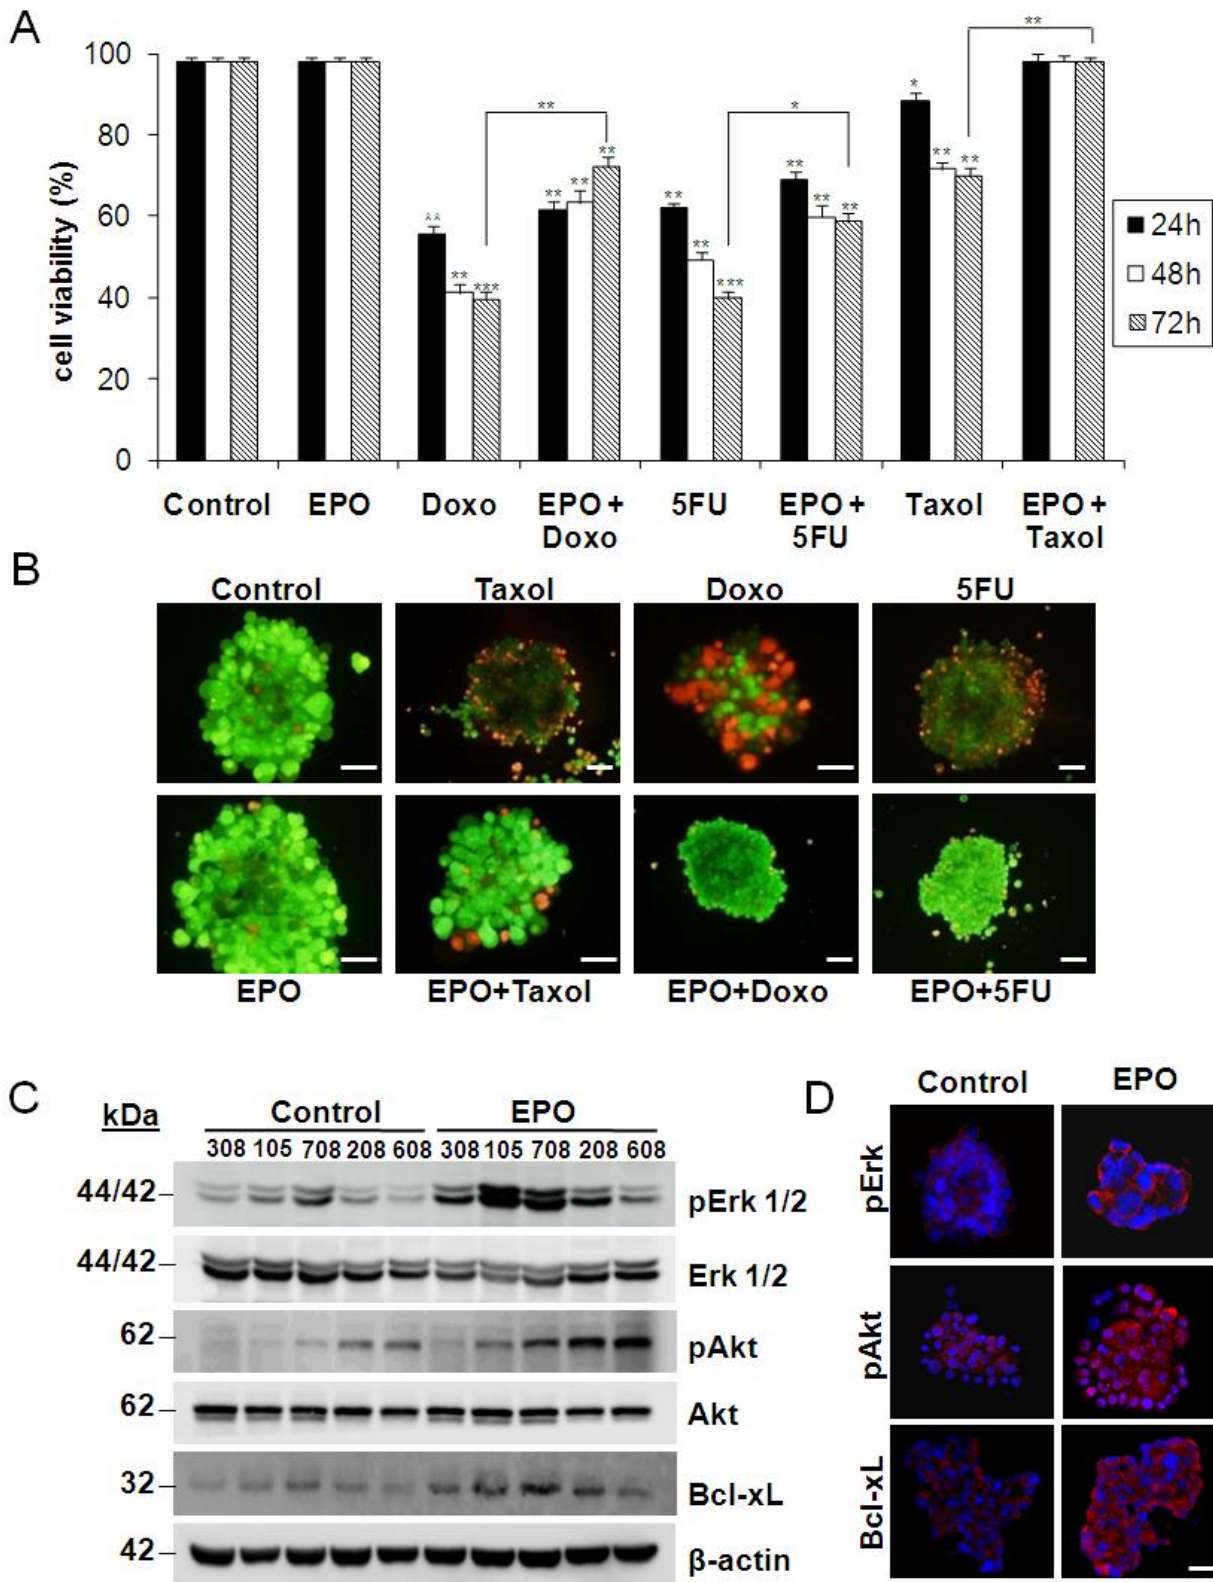 A
cell viability (%)
100
80
60
40
20
0
** * **
** ** *** ** ** ** ** ** *** ** ** ** * ** **
24h
48h
72h
Control EPO Doxo EPO + Doxo 5FU EPO + 5FU Taxol EPO + Taxol
B
Control Taxol Doxo 5FU
EPO EPO+Taxol EPO+Doxo EPO+5FU
C
kDa Control EPO
308 105 708 208 608 308 105 708 208 608
44/42 pErk 1/2
44/42 Erk 1/2
62 pAkt
62 Akt
32 Bcl-xL
42 β-actin
D
Control EPO
pErk
pAkt
Bcl-xL